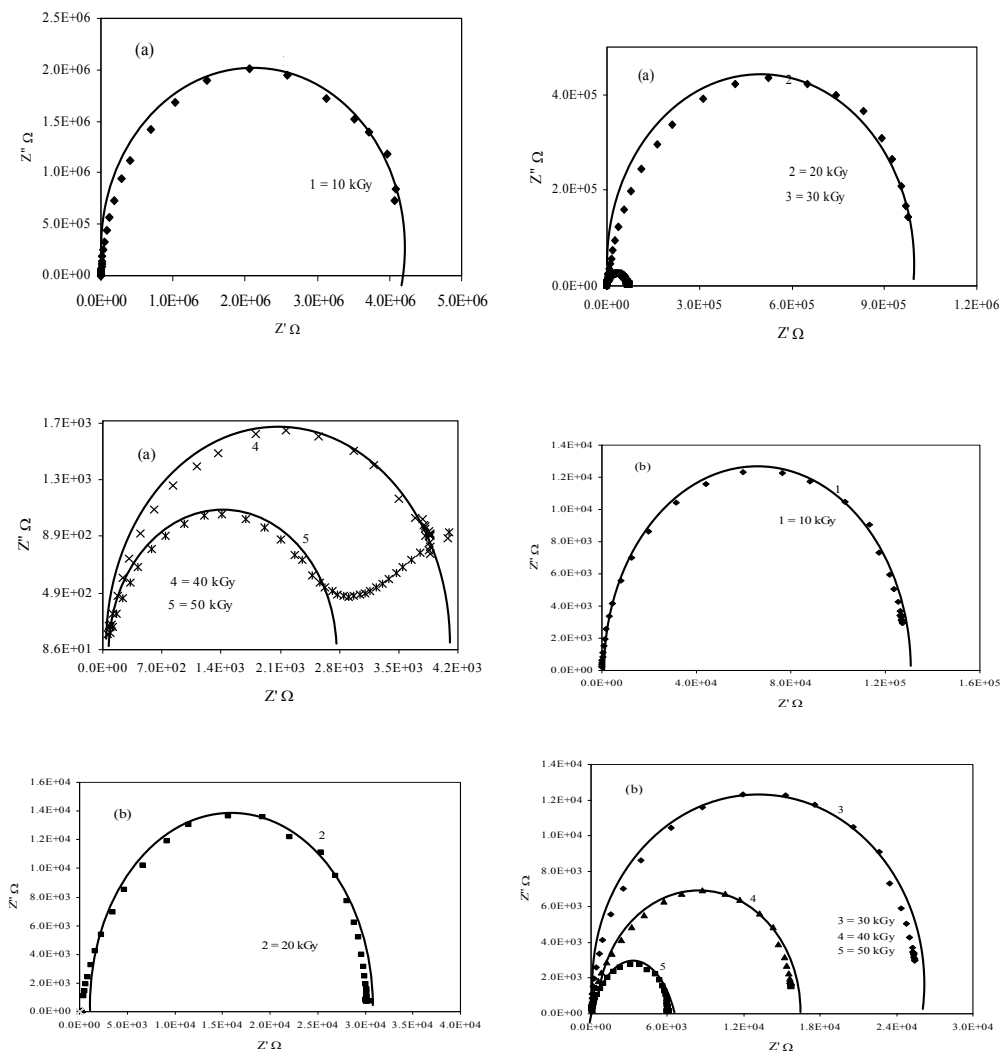 2.5E+06
2.0E+06
1.5E+06
1.0E+06
5.0E+05
0.0E+00
Z" Ω
(a)
1 = 10 kGy
0.0E+00 1.0E+06 2.0E+06 3.0E+06 4.0E+06 5.0E+06
Z' Ω
4.0E+05
2.0E+05
0.0E+00
Z" Ω
(a)
2
2 = 20 kGy
3 = 30 kGy
0.0E+00 3.0E+05 6.0E+05 9.0E+05 1.2E+06
Z' Ω
1.7E+03
1.3E+03
8.9E+02
4.9E+02
8.6E+01
Z" Ω
(a)
4
5
4 = 40 kGy
5 = 50 kGy
0.0E+00 7.0E+02 1.4E+03 2.1E+03 2.8E+03 3.5E+03 4.2E+03
Z' Ω
1.4E+04
1.2E+04
1.0E+04
8.0E+03
6.0E+03
4.0E+03
2.0E+03
0.0E+00
Z" Ω
(b)
1
1 = 10 kGy
0.0E+00 4.0E+04 8.0E+04 1.2E+05 1.6E+05
Z' Ω
1.6E+04
1.4E+04
1.2E+04
1.0E+04
8.0E+03
6.0E+03
4.0E+03
2.0E+03
0.0E+00
Z" Ω
(b)
2
2 = 20 kGy
0.0E+00 5.0E+03 1.0E+04 1.5E+04 2.0E+04 2.5E+04 3.0E+04 3.5E+04 4.0E+04
Z' Ω
1.4E+04
1.2E+04
1.0E+04
8.0E+03
6.0E+03
4.0E+03
2.0E+03
0.0E+00
Z" Ω
(b)
3
4
5
3 = 30 kGy
4 = 40 kGy
5 = 50 kGy
0.0E+00 6.0E+03 1.2E+04 1.8E+04 2.4E+04 3.0E+04
Z' Ω